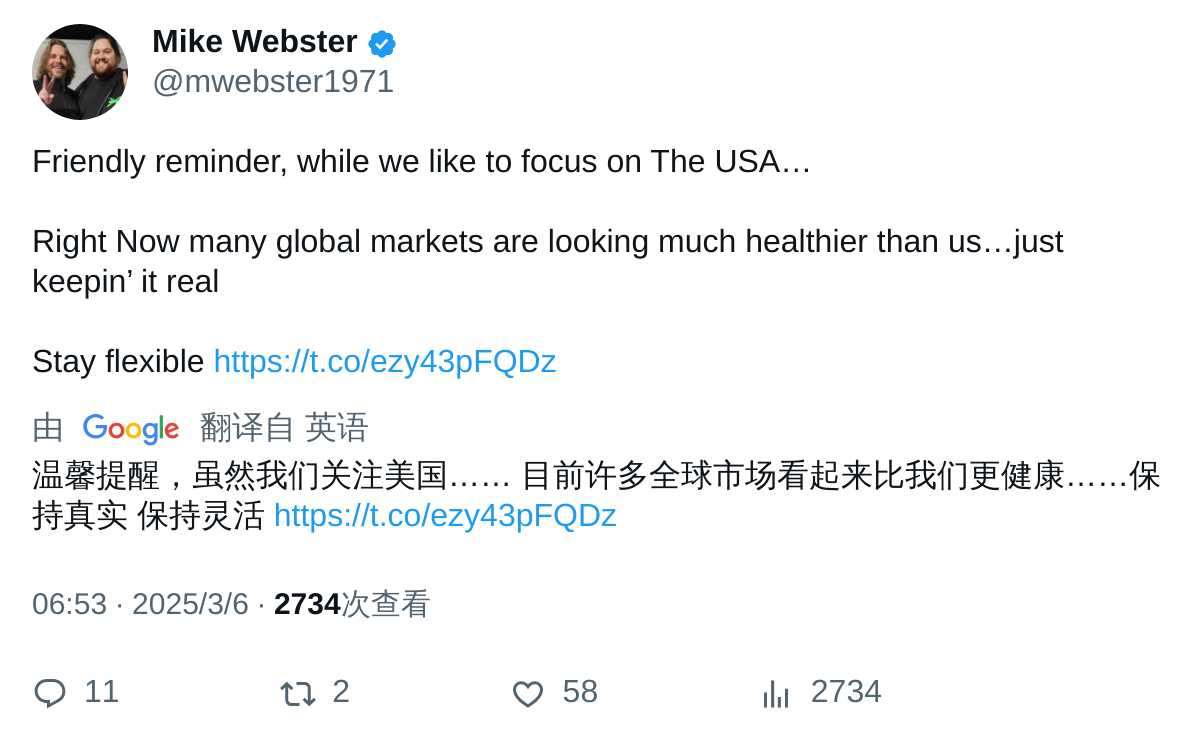 Mike Webster
@mwebster1971
Friendly reminder, while we like to focus on The USA…
Right Now many global markets are looking much healthier than us…just
keepin’ it real
Stay flexible https://t.co/ezy43pFQDz
由 Google 翻译自 英语
温馨提醒，虽然我们关注美国…… 目前许多全球市场看起来比我们更健康……保
持真实 保持灵活 https://t.co/ezy43pFQDz
06:53 · 2025/3/6 · 2734次查看
11 2 58 2734